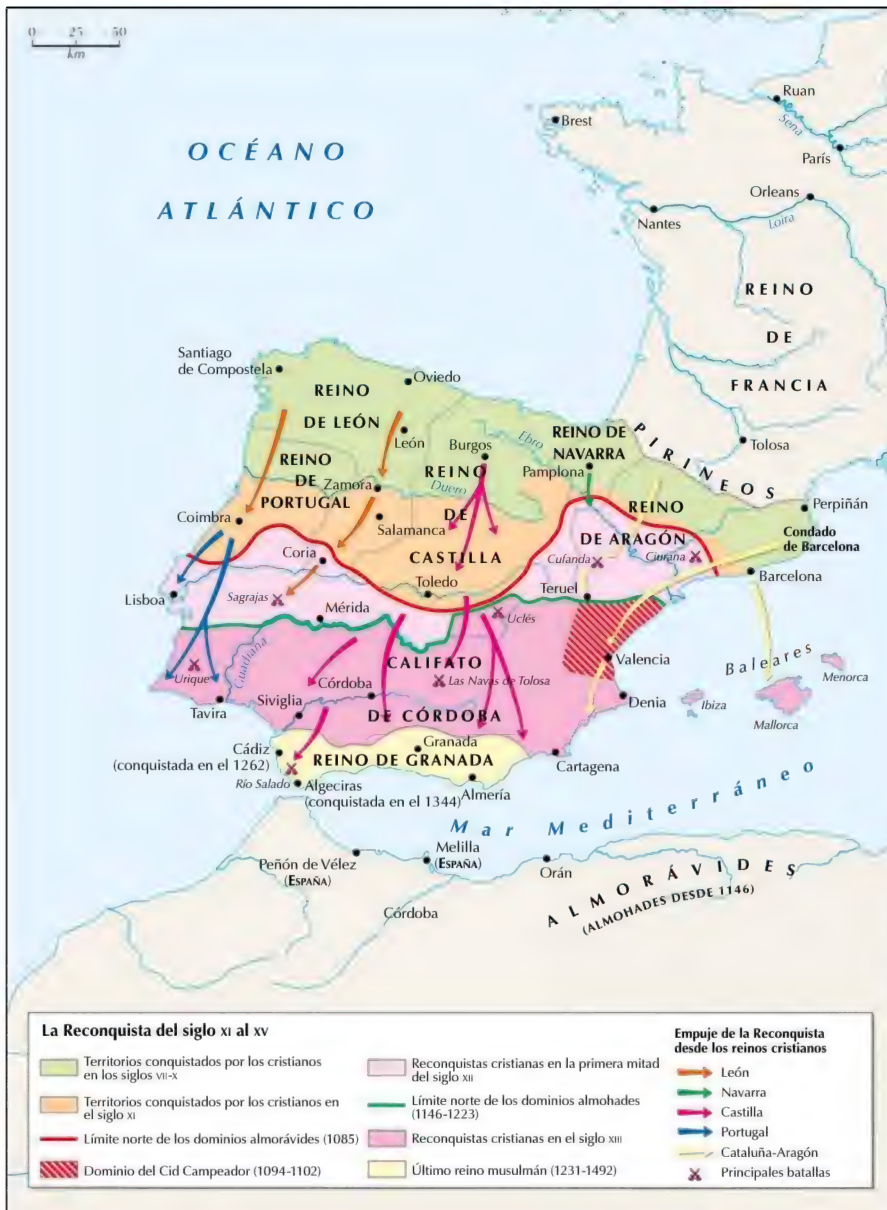 0 25 50
km
OCÉANO
ATLÁNTICO
Brest
Ruan
Sena
París
Orleans
Nantes
Loira
REINO
DE
FRANCIA
Tolosa
PIRINEOS
Perpiñán
Santiago
de Compostela
Oviedo
REINO
DE LEÓN
León
Burgos
Ebro
REINO DE
NAVARRA
Pamplona
REINO
DE
PORTUGAL
Zamora
REINO
Duero
DE
CASTILLA
Salamanca
REINO
DE ARAGÓN
Condado
de Barcelona
Barcelona
Coimbra
Coria
Culanda
Ciurana
Toledo
Teruel
Lisboa
Sagrajas
Mérida
Uclés
Guadiana
CALIFATO
Valencia
Baleares
Menorca
Urique
Córdoba
Las Navas de Tolosa
Tavira
Siviglia
DE CÓRDOBA
Denia
Ibiza
Mallorca
Cádiz
(conquistada en el 1262)
Granada
REINO DE GRANADA
Cartagena
Río Salado
Algeciras
(conquistada en el 1344)
Almería
Mar Mediterráneo
Peñón de Vélez
(ESPAÑA)
Melilla
(ESPAÑA)
Orán
Córdoba
ALMORÁVIDES
(ALMOHADES DESDE 1146)
La Reconquista del siglo XI al XV
Territorios conquistados por los cristianos
en los siglos VII-X
Territorios conquistados por los cristianos en
el siglo XI
Límite norte de los dominios almorávides (1085)
Dominio del Cid Campeador (1094-1102)
Reconquistas cristianas en la primera mitad
del siglo XII
Límite norte de los dominios almohades
(1146-1223)
Reconquistas cristianas en el siglo XIII
Último reino musulmán (1231-1492)
Empuje de la Reconquista
desde los reinos cristianos
León
Navarra
Castilla
Portugal
Cataluña-Aragón
Principales batallas